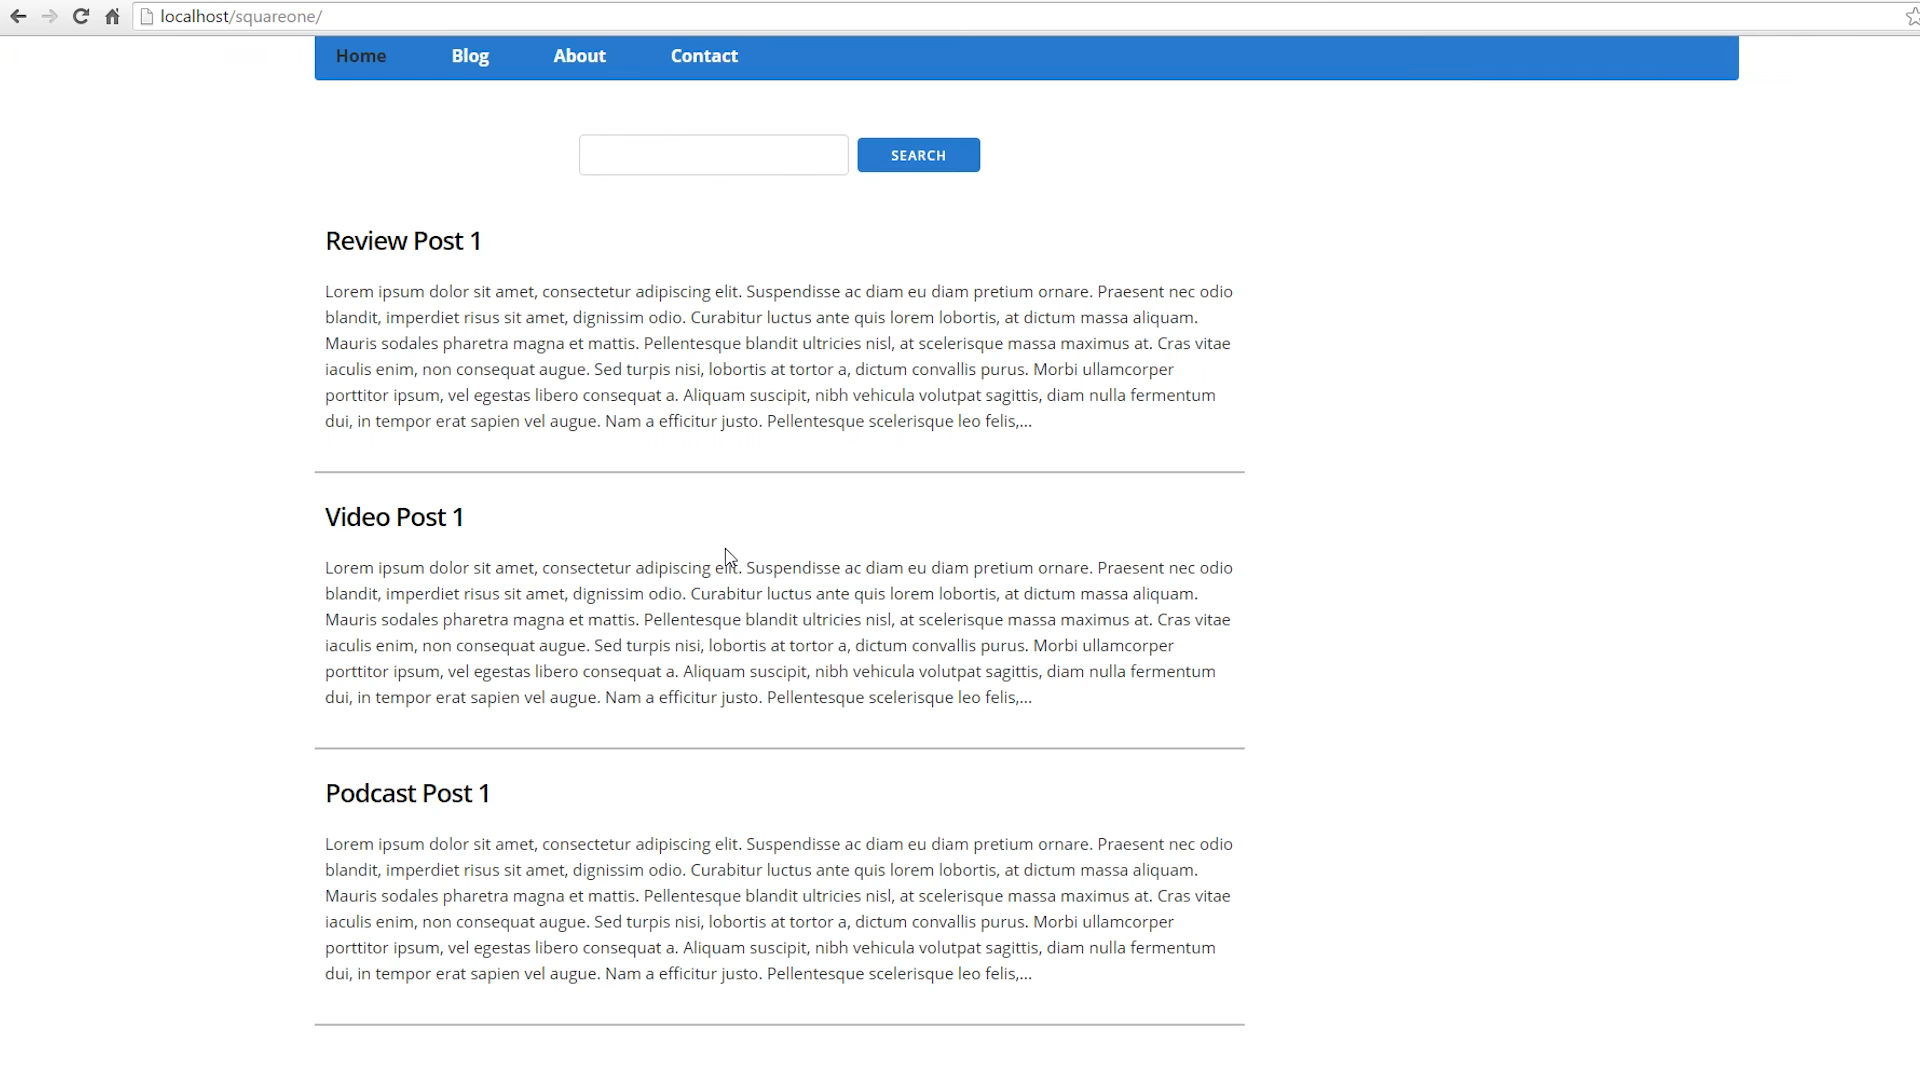 localhost/squareone/
Home Blog About Contact
SEARCH
Review Post 1
Lorem ipsum dolor sit amet, consectetur adipiscing elit. Suspendisse ac diam eu diam pretium ornare. Praesent nec odio
blandit, imperdiet risus sit amet, dignissim odio. Curabitur luctus ante quis lorem lobortis, at dictum massa aliquam.
Mauris sodales pharetra magna et mattis. Pellentesque blandit ultricies nisl, at scelerisque massa maximus at. Cras vitae
iaculis enim, non consequat augue. Sed turpis nisi, lobortis at tortor a, dictum convallis purus. Morbi ullamcorper
porttitor ipsum, vel egestas libero consequat a. Aliquam suscipit, nibh vehicula volutpat sagittis, diam nulla fermentum
dui, in tempor erat sapien vel augue. Nam a efficitur justo. Pellentesque scelerisque leo felis,...
Video Post 1
Lorem ipsum dolor sit amet, consectetur adipiscing elit. Suspendisse ac diam eu diam pretium ornare. Praesent nec odio
blandit, imperdiet risus sit amet, dignissim odio. Curabitur luctus ante quis lorem lobortis, at dictum massa aliquam.
Mauris sodales pharetra magna et mattis. Pellentesque blandit ultricies nisl, at scelerisque massa maximus at. Cras vitae
iaculis enim, non consequat augue. Sed turpis nisi, lobortis at tortor a, dictum convallis purus. Morbi ullamcorper
porttitor ipsum, vel egestas libero consequat a. Aliquam suscipit, nibh vehicula volutpat sagittis, diam nulla fermentum
dui, in tempor erat sapien vel augue. Nam a efficitur justo. Pellentesque scelerisque leo felis,...
Podcast Post 1
Lorem ipsum dolor sit amet, consectetur adipiscing elit. Suspendisse ac diam eu diam pretium ornare. Praesent nec odio
blandit, imperdiet risus sit amet, dignissim odio. Curabitur luctus ante quis lorem lobortis, at dictum massa aliquam.
Mauris sodales pharetra magna et mattis. Pellentesque blandit ultricies nisl, at scelerisque massa maximus at. Cras vitae
iaculis enim, non consequat augue. Sed turpis nisi, lobortis at tortor a, dictum convallis purus. Morbi ullamcorper
porttitor ipsum, vel egestas libero consequat a. Aliquam suscipit, nibh vehicula volutpat sagittis, diam nulla fermentum
dui, in tempor erat sapien vel augue. Nam a efficitur justo. Pellentesque scelerisque leo felis,...